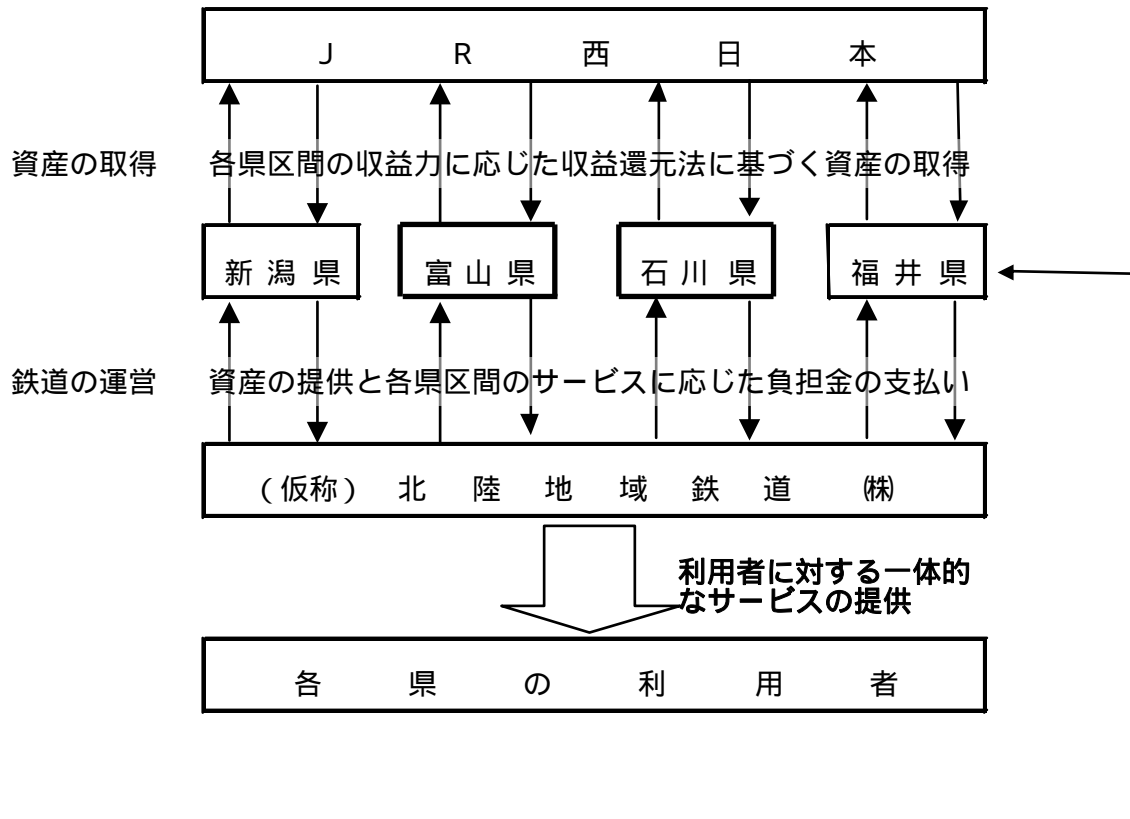 JR西日本
資産の取得 各県区間の収益力に応じた収益還元法に基づく資産の取得
新潟県 富山県 石川県 福井県
鉄道の運営 資産の提供と各県区間のサービスに応じた負担金の支払い
(仮称)北陸地域鉄道㈱
利用者に対する一体的
なサービスの提供
各県の利用者